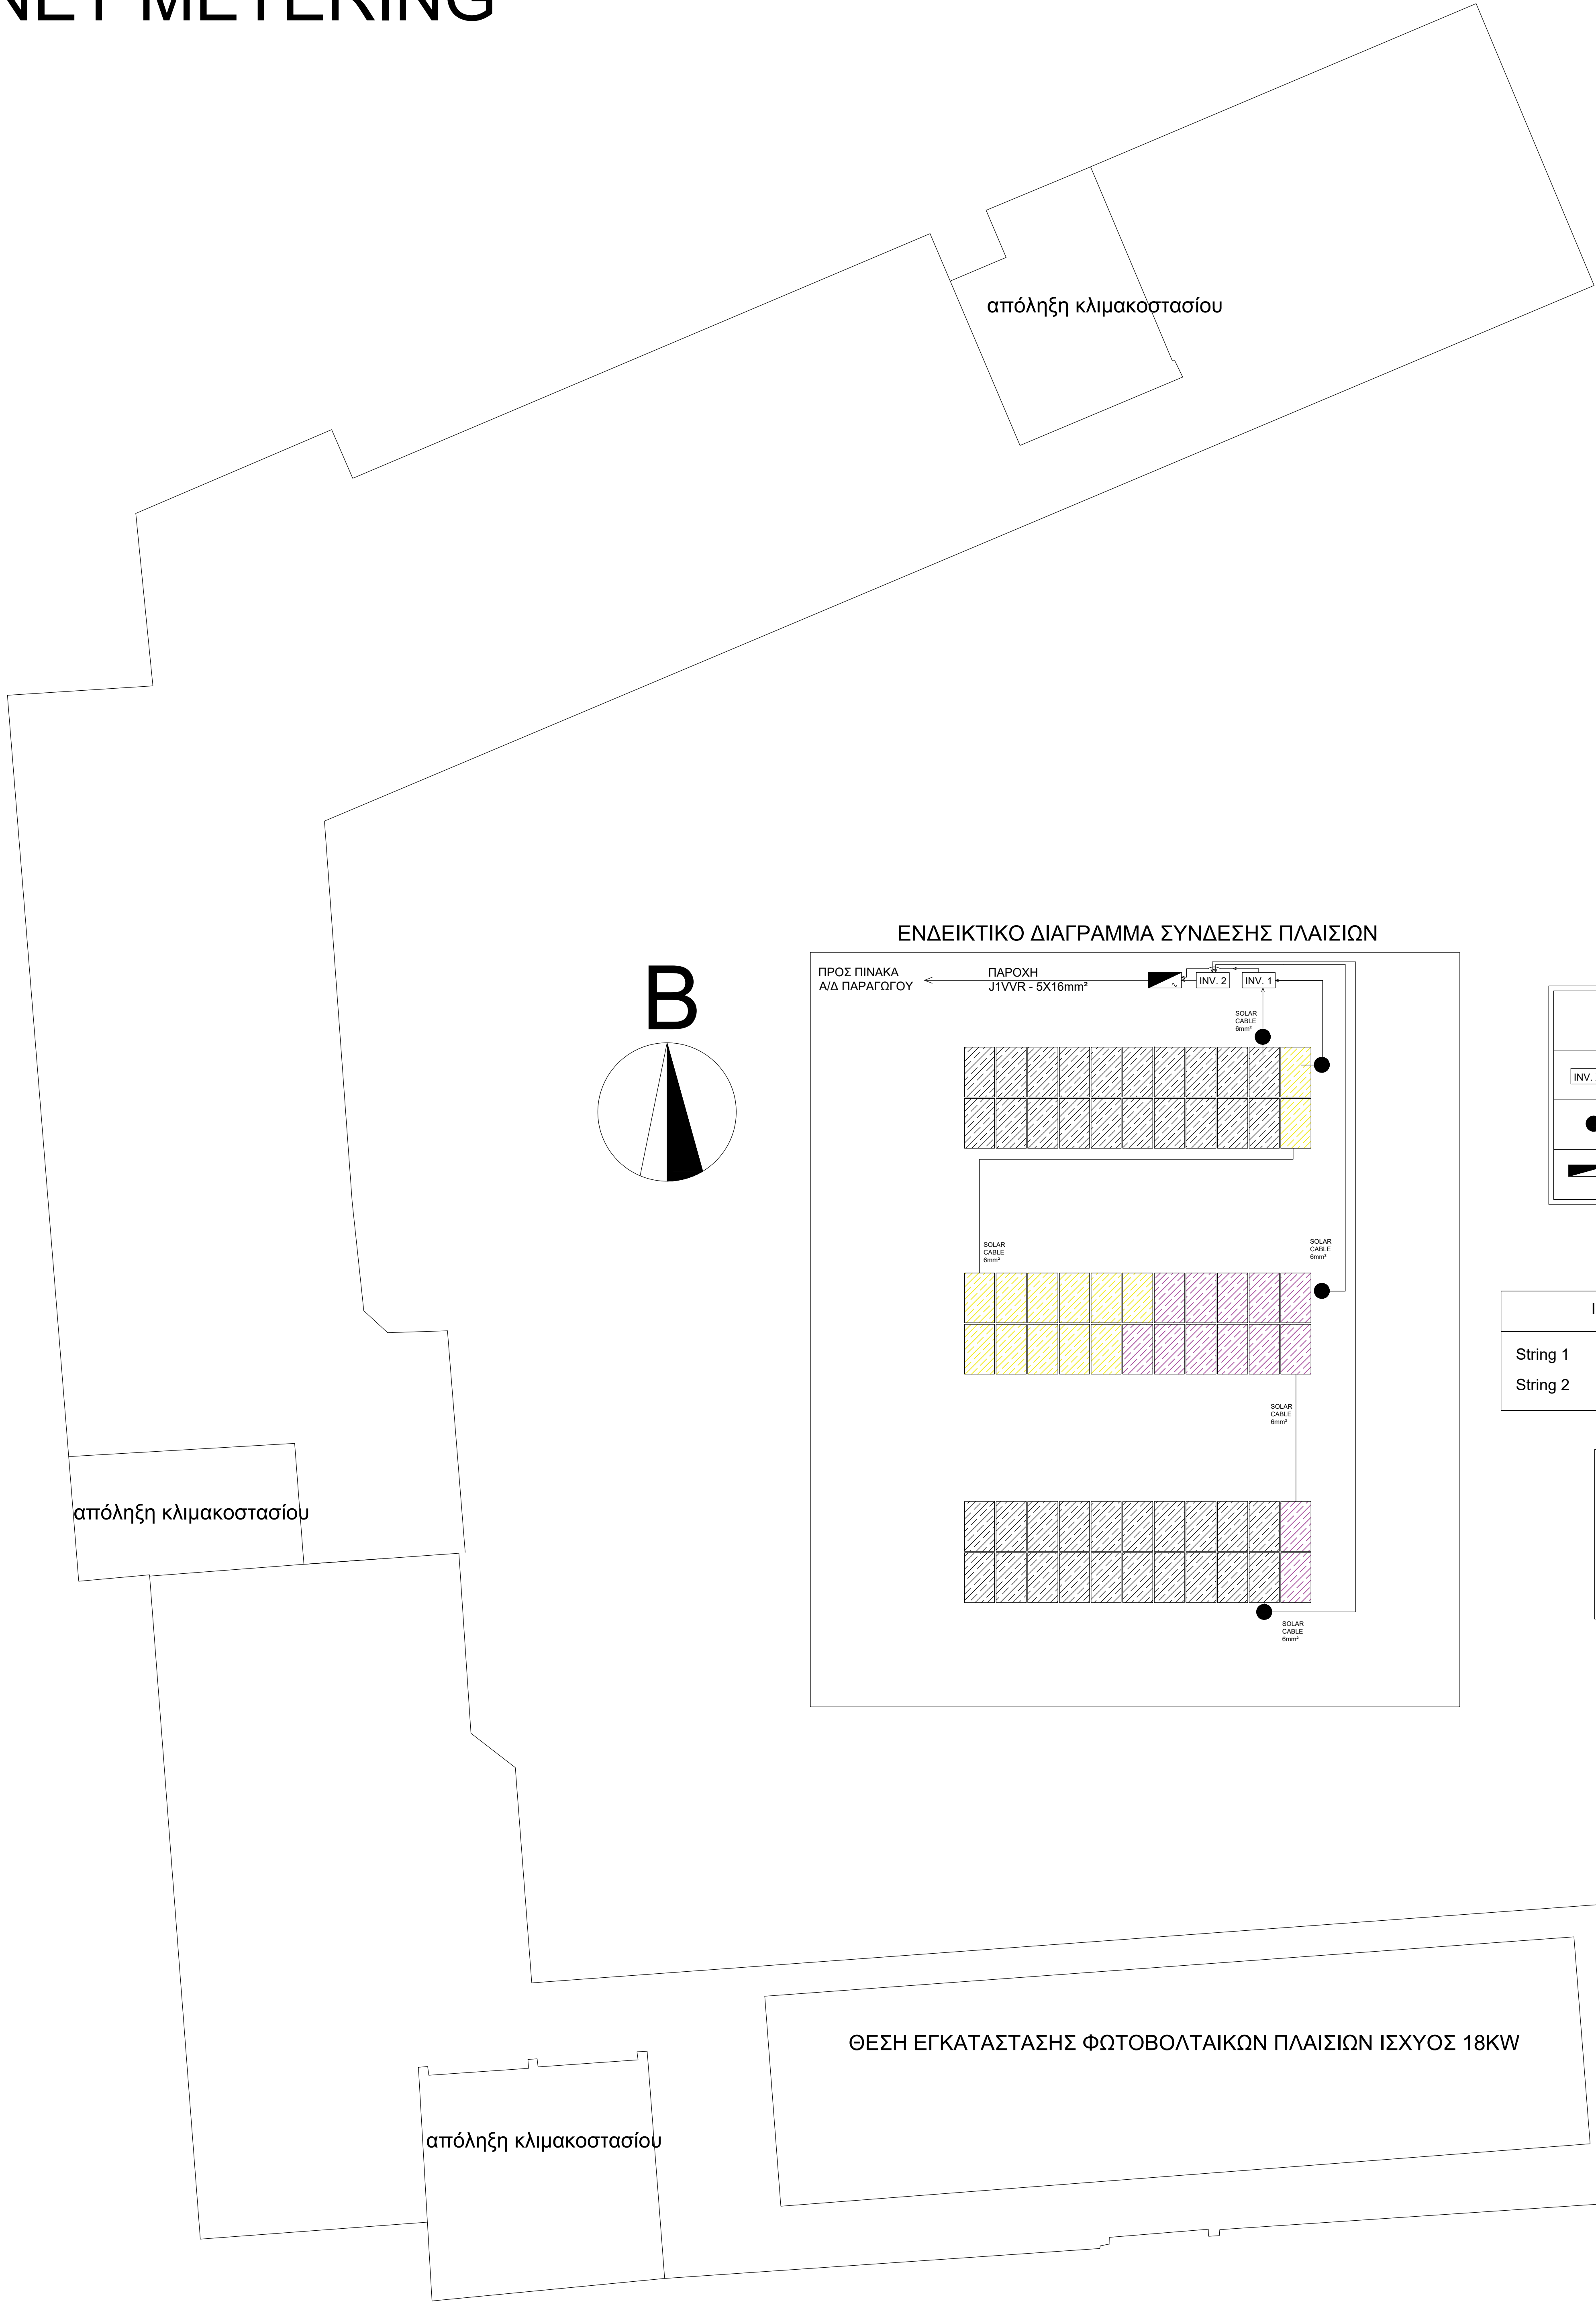 NET METERING
απόληξη κλιμακοστασίου
ΕΝΔΕΙΚΤΙΚΟ ΔΙΑΓΡΑΜΜΑ ΣΥΝΔΕΣΗΣ ΠΛΑΙΣΙΩΝ
Β
ΠΡΟΣ ΠΙΝΑΚΑ
Α/Δ ΠΑΡΑΓΩΓΟΥ
ΠΑΡΟΧΗ
J1VVR - 5X16mm²
INV. 2
INV. 1
SOLAR
CABLE
6mm²
INV.
SOLAR
CABLE
6mm²
SOLAR
CABLE
6mm²
String 1
String 2
SOLAR
CABLE
6mm²
απόληξη κλιμακοστασίου
SOLAR
CABLE
6mm²
ΘΕΣΗ ΕΓΚΑΤΑΣΤΑΣΗΣ ΦΩΤΟΒΟΛΤΑΙΚΩΝ ΠΛΑΙΣΙΩΝ ΙΣΧΥΟΣ 18KW
απόληξη κλιμακοστασίου